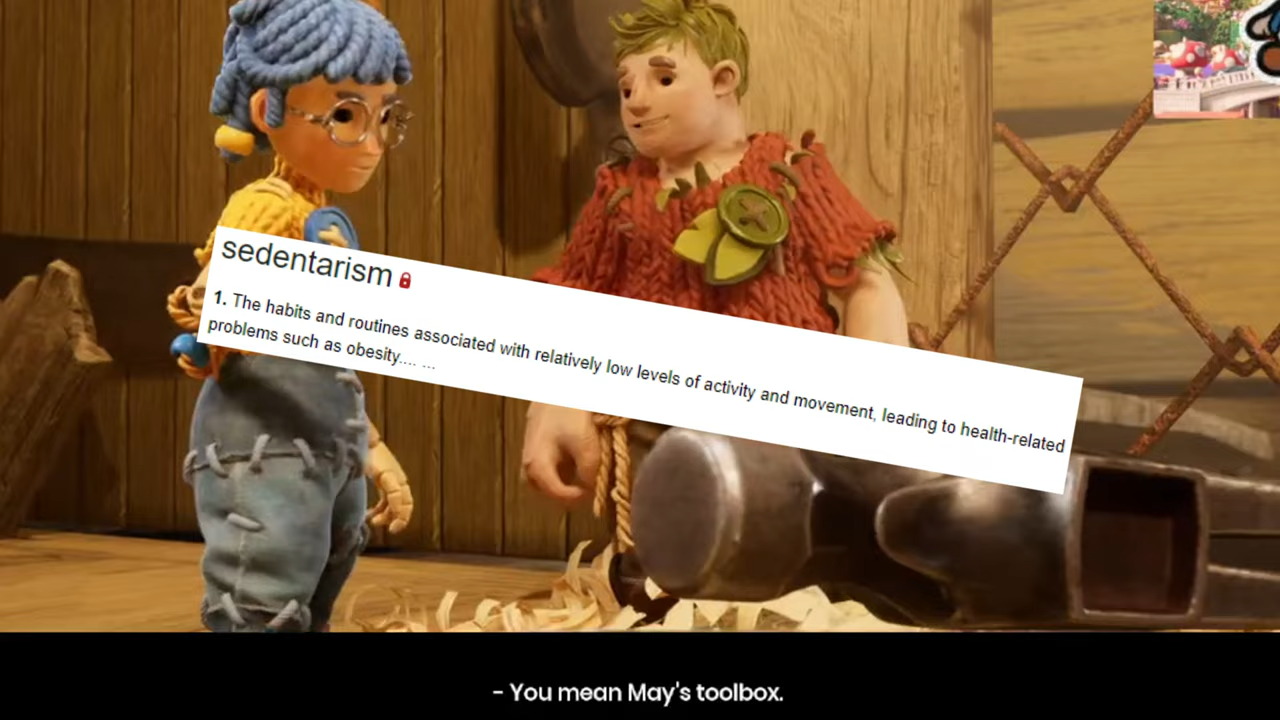 sedentarism
1. The habits and routines associated with relatively low levels of activity and movement, leading to health-related
problems such as obesity.... ...
- You mean May's toolbox.